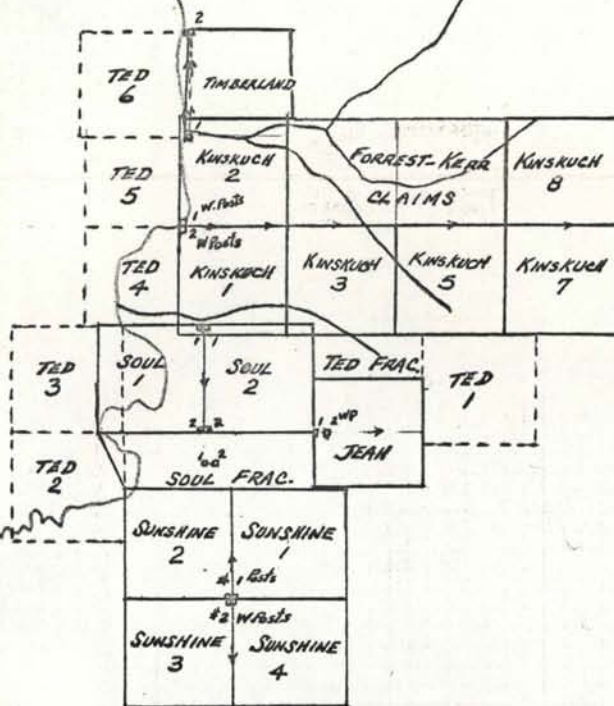 2
TED
6
TIMBERLAND
1
TED
5
KINSKUCH
2
FORREST-KERR
CLAIMS
KINSKUCH
8
1 W. Posts
2 W Posts
TED
4
KINSKUCH
1
KINSKUCH
3
KINSKUCH
5
KINSKUCH
7
1 1
TED
3
SOUL
1
SOUL
2
TED FRAC.
TED
1
2 2
1 2 WP
JEAN
TED
2
1 2
SOUL FRAC.
SUNSHINE
2
SUNSHINE
1
# 1 Posts
#2 W Posts
SUNSHINE
3
SUNSHINE
4